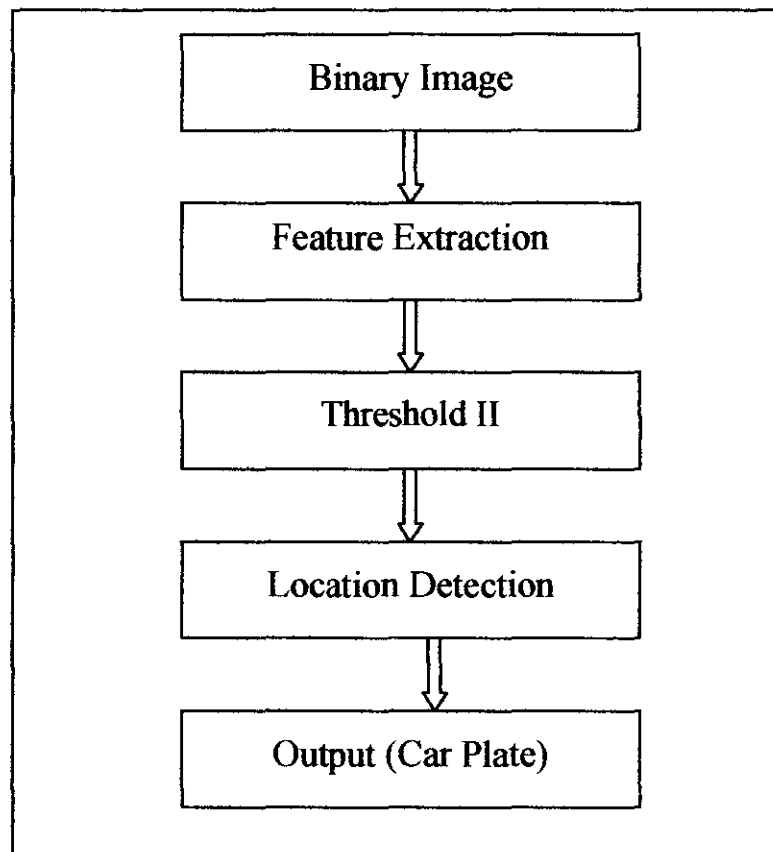 Binary Image
Feature Extraction
Threshold II
Location Detection
Output (Car Plate)